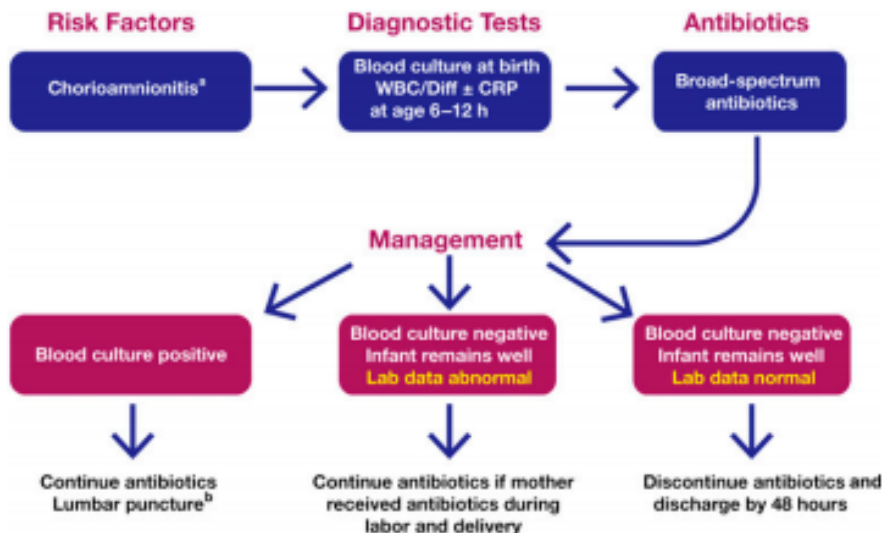 Risk Factors
Diagnostic Tests
Antibiotics
Chorioamnionitisᵃ
Blood culture at birth
WBC/Diff ± CRP
at age 6–12 h
Broad-spectrum
antibiotics
Management
Blood culture positive
Blood culture negative
Infant remains well
Lab data abnormal
Blood culture negative
Infant remains well
Lab data normal
Continue antibiotics
Lumbar punctureᵇ
Continue antibiotics if mother
received antibiotics during
labor and delivery
Discontinue antibiotics and
discharge by 48 hours